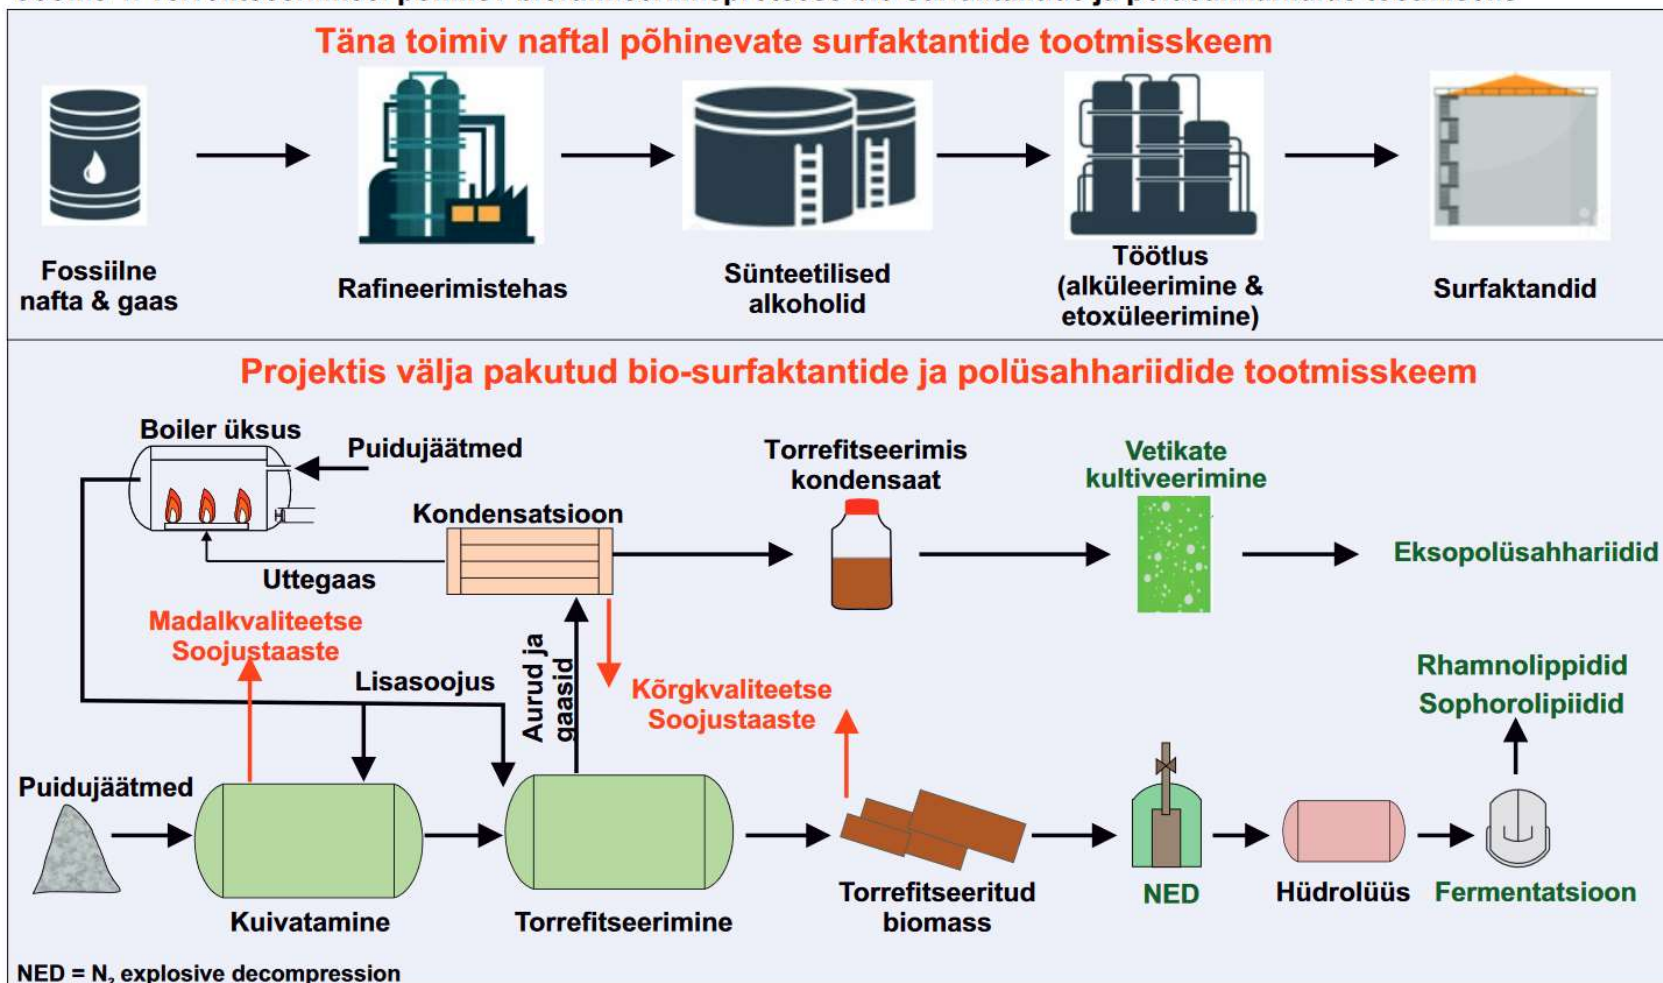 Täna toimiv naftal põhinevate surfaktantide tootmisskeem
Fossiilne
nafta & gaas
Rafineerimistehas
Sünteetilised
alkoholid
Töötlus
(alküleerimine &
etoxüleerimine)
Surfaktandid
Projektis välja pakutud bio-surfaktantide ja polüsahhariidide tootmisskeem
Boiler üksus
Puidujäätmed
Kondensatsioon
Uttegaas
Torrefitseerimis
kondensaat
Vetikate
kultiveerimine
Eksopolüsahhariidid
Madalkvaliteetse
Soojustaaste
Lisasoojus
Aurud ja
gaasid
Kõrgkvaliteetse
Soojustaaste
Rhamnolippidid
Sophorolipiidid
Puidujäätmed
Kuivatamine
Torrefitseerimine
Torrefitseeritud
biomass
NED
Hüdrolüüs
Fermentatsioon
NED = N₂ explosive decompression